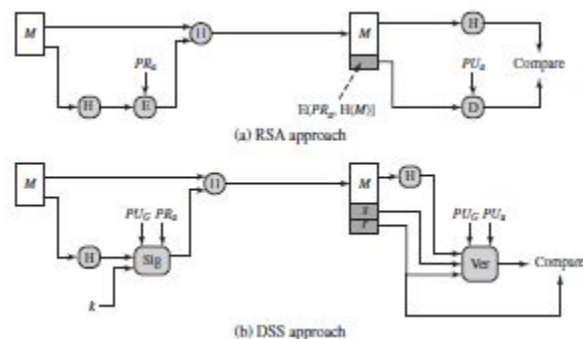 M
PRa
H
E
||
M
E(PRa, H(M)]
H
PUa
D
Compare
(a) RSA approach
M
PUG PRa
H
Sig
k
||
M
s
r
H
PUG PUa
Ver
Compare
(b) DSS approach